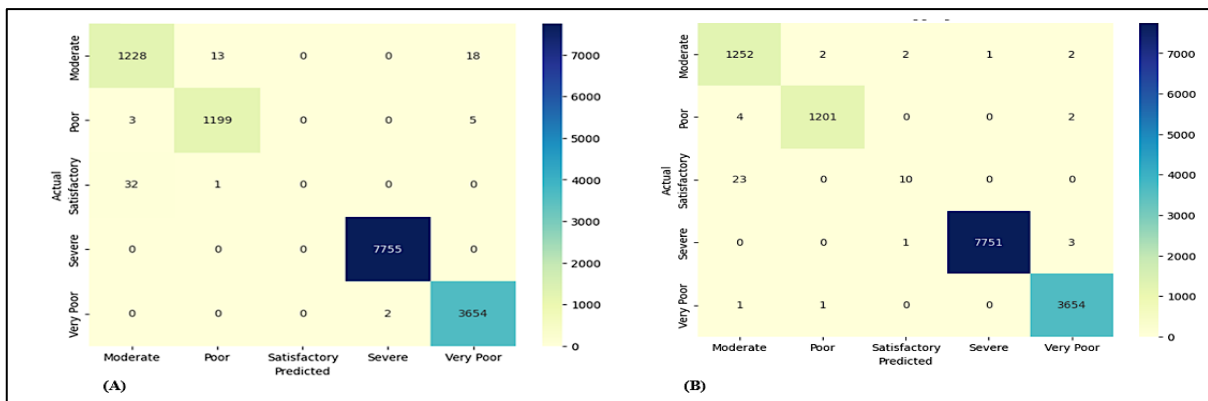 Moderate 1228 13 0 0 18
Poor 3 1199 0 0 5
Actual
Satisfactory 32 1 0 0 0
Severe 0 0 0 7755 0
Very Poor 0 0 0 2 3654
Moderate Poor Satisfactory Severe Very Poor
Predicted
7000
6000
5000
4000
3000
2000
1000
0
(A)
Moderate 1252 2 2 1 2
Poor 4 1201 0 0 2
Actual
Satisfactory 23 0 10 0 0
Severe 0 0 1 7751 3
Very Poor 1 1 0 0 3654
Moderate Poor Satisfactory Severe Very Poor
Predicted
7000
6000
5000
4000
3000
2000
1000
0
(B)